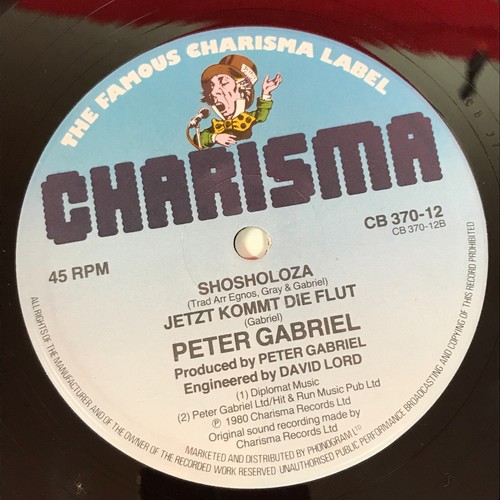 THE FAMOUS CHARISMA LABEL
CHARISMA
CB 370-12
CB 370-12B
45 RPM
SHOSHOLOZA
(Trad Arr Egnos, Gray & Gabriel)
JETZT KOMMT DIE FLUT
(Gabriel)
PETER GABRIEL
Produced by PETER GABRIEL
Engineered by DAVID LORD
(1) Diplomat Music
(2) Peter Gabriel Ltd/Hit & Run Music Pub Ltd
℗ 1980 Charisma Records Ltd
Original sound recording made by
Charisma Records Ltd
MARKETED AND DISTRIBUTED BY PHONOGRAM LTD
ALL RIGHTS OF THE MANUFACTURER AND OF THE OWNER OF THE RECORDED WORK RESERVED UNAUTHORISED PUBLIC PERFORMANCE BROADCASTING AND COPYING OF THIS RECORD PROHIBITED